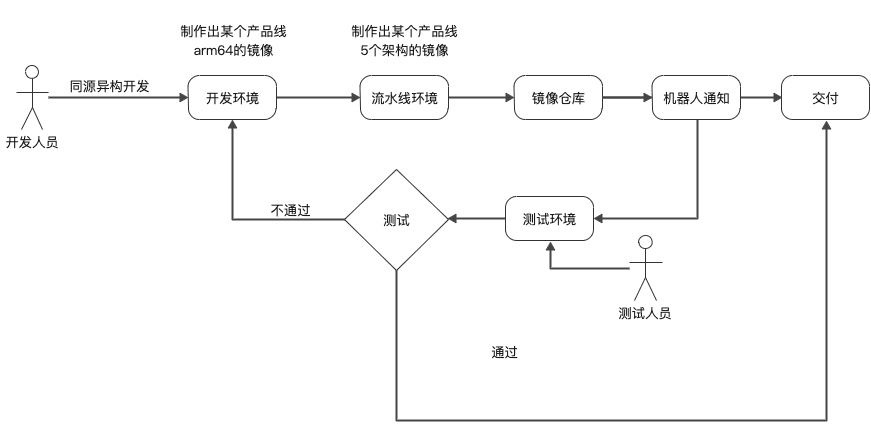 制作出某个产品线
arm64的镜像
制作出某个产品线
5个架构的镜像
同源异构开发
开发环境
流水线环境
镜像仓库
机器人通知
交付
开发人员
不通过
测试
测试环境
测试人员
通过